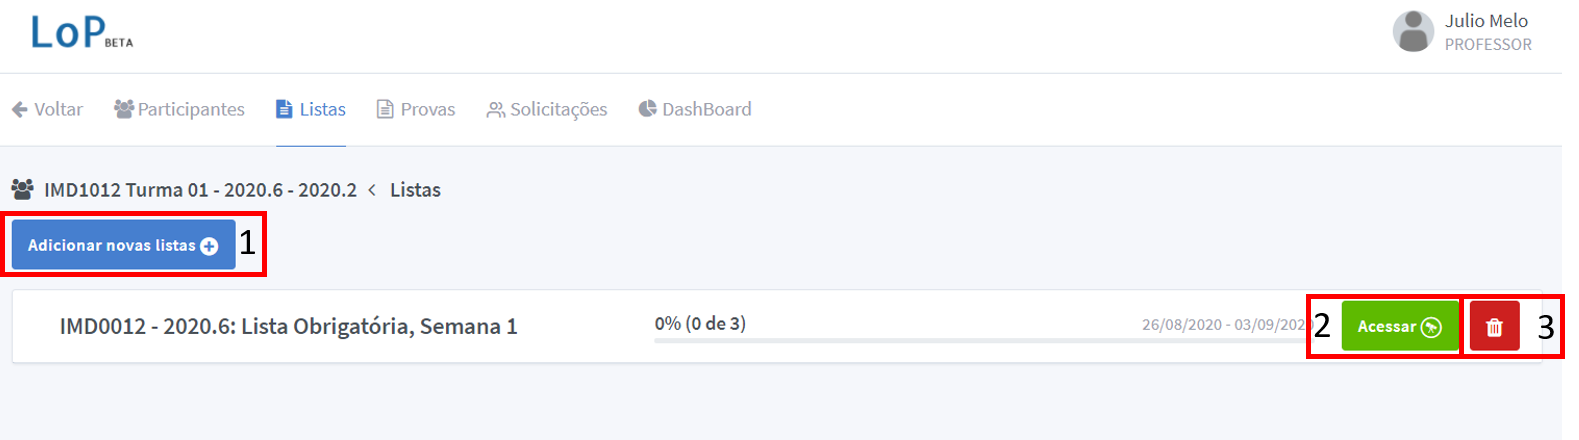 LoP BETA
Julio Melo
PROFESSOR
Voltar Participantes Listas Provas Solicitações DashBoard
IMD1012 Turma 01 - 2020.6 - 2020.2 < Listas
Adicionar novas listas 1
IMD0012 - 2020.6: Lista Obrigatória, Semana 1 0% (0 de 3) 26/08/2020 - 03/09/2020 2 Acessar 3